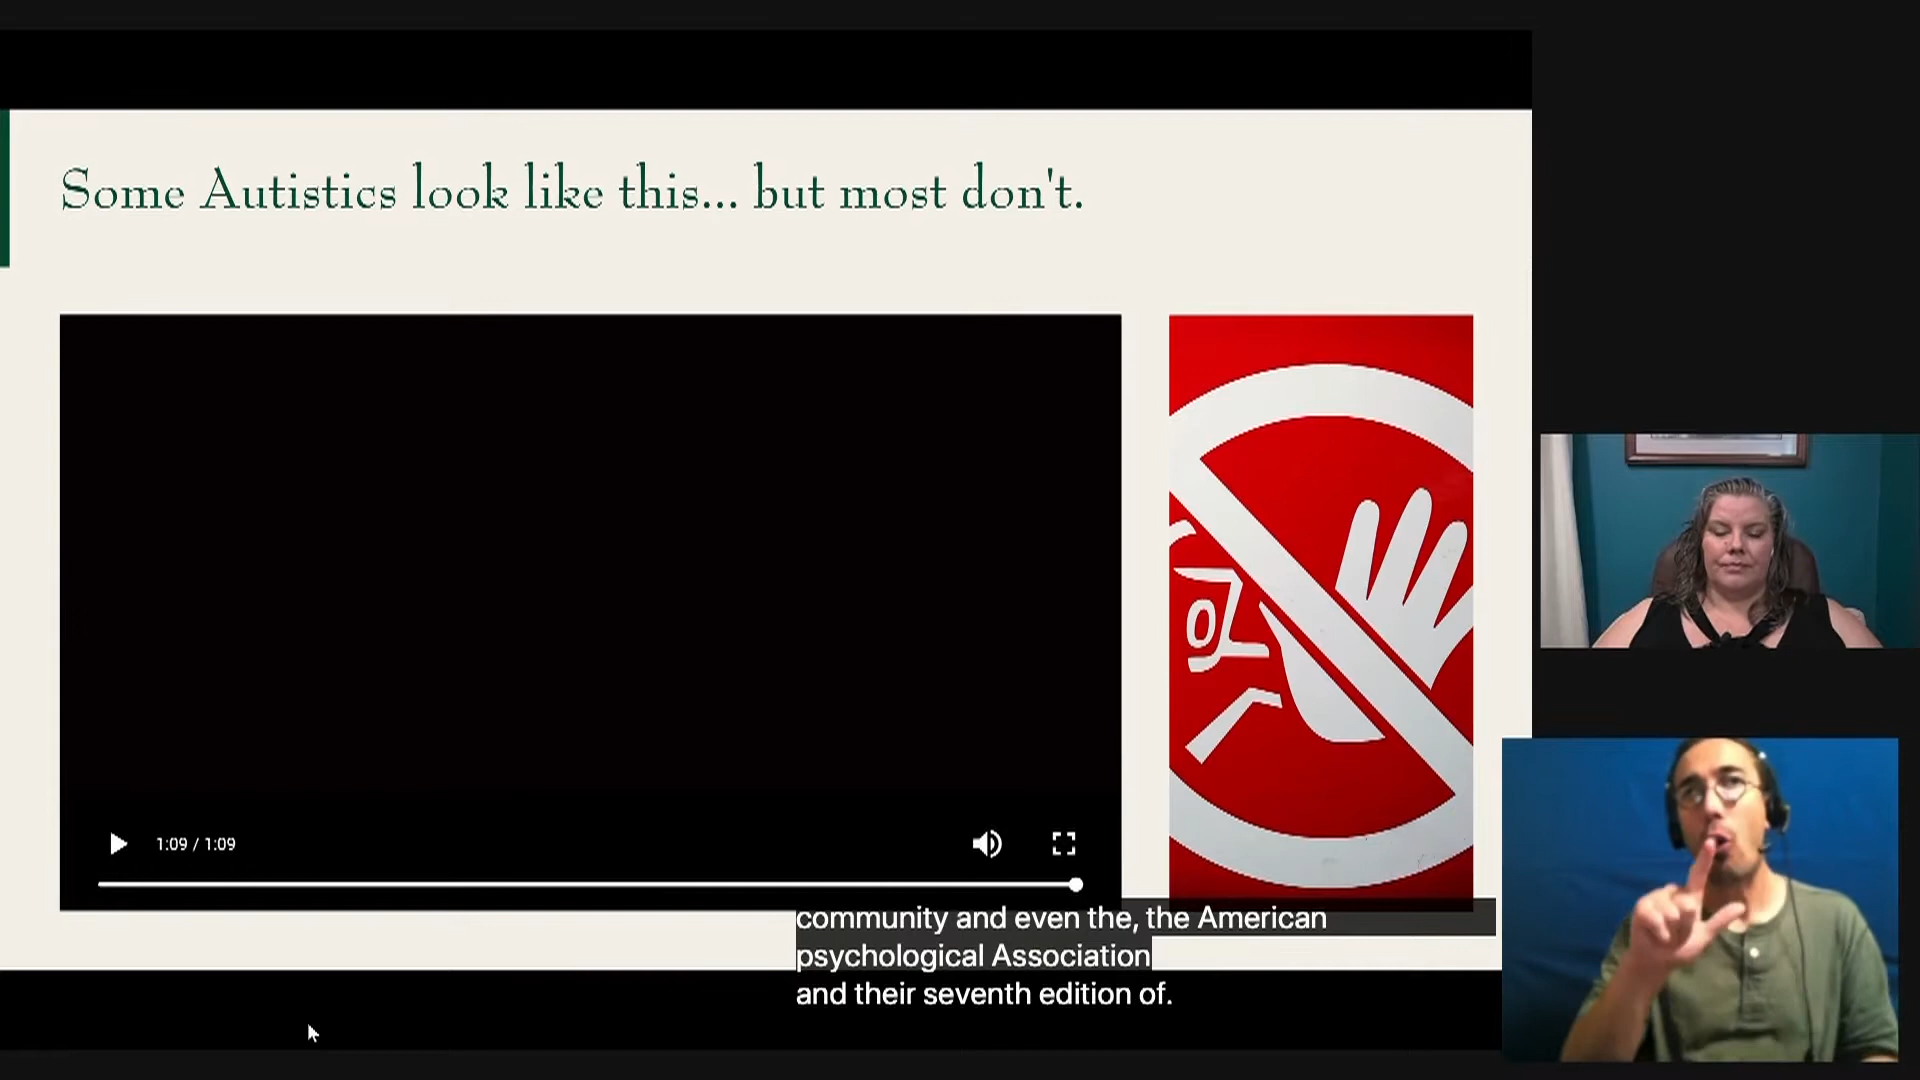 Some Autistics look like this... but most don't.
1:09 / 1:09
community and even the, the American
psychological Association
and their seventh edition of.